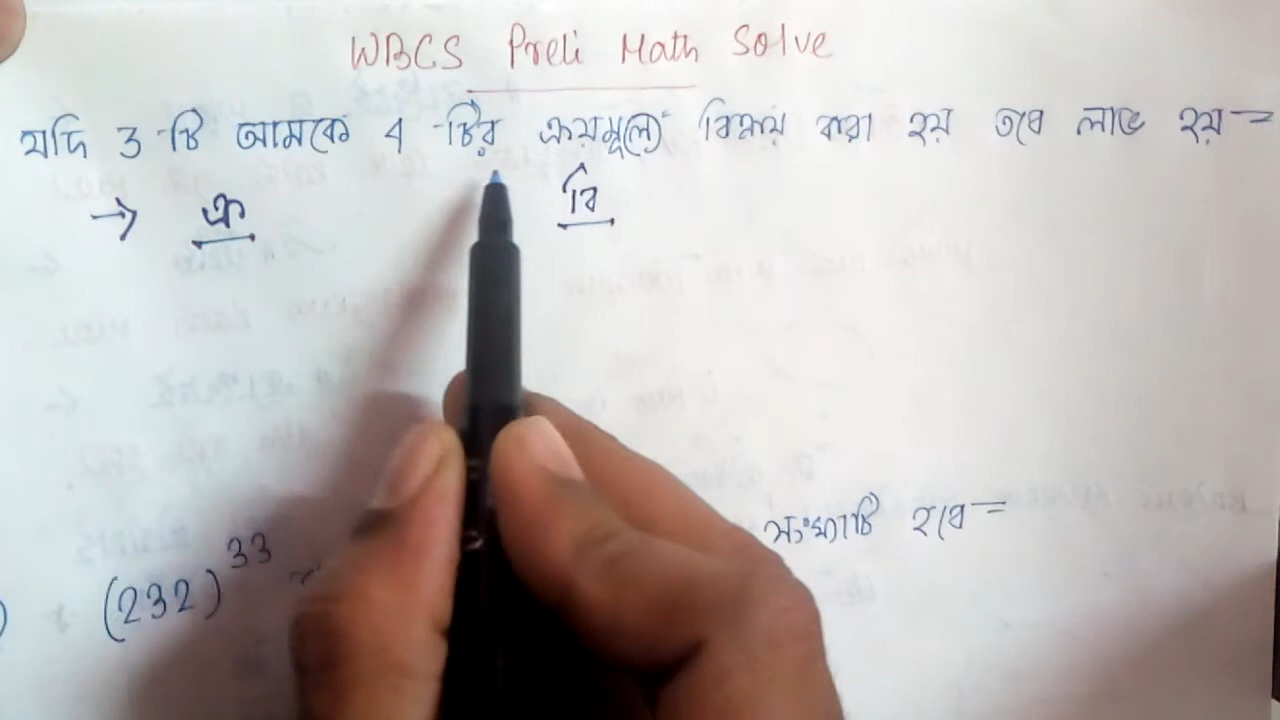 WBCS Preli Math Solve
যদি 3-টি আমকে 4-টির ক্রয়মূল্যে বিক্রয় করা হয় তবে লাভ হয় =
→ ক্র বি
(232)^33 সংখ্যাটি হবে =